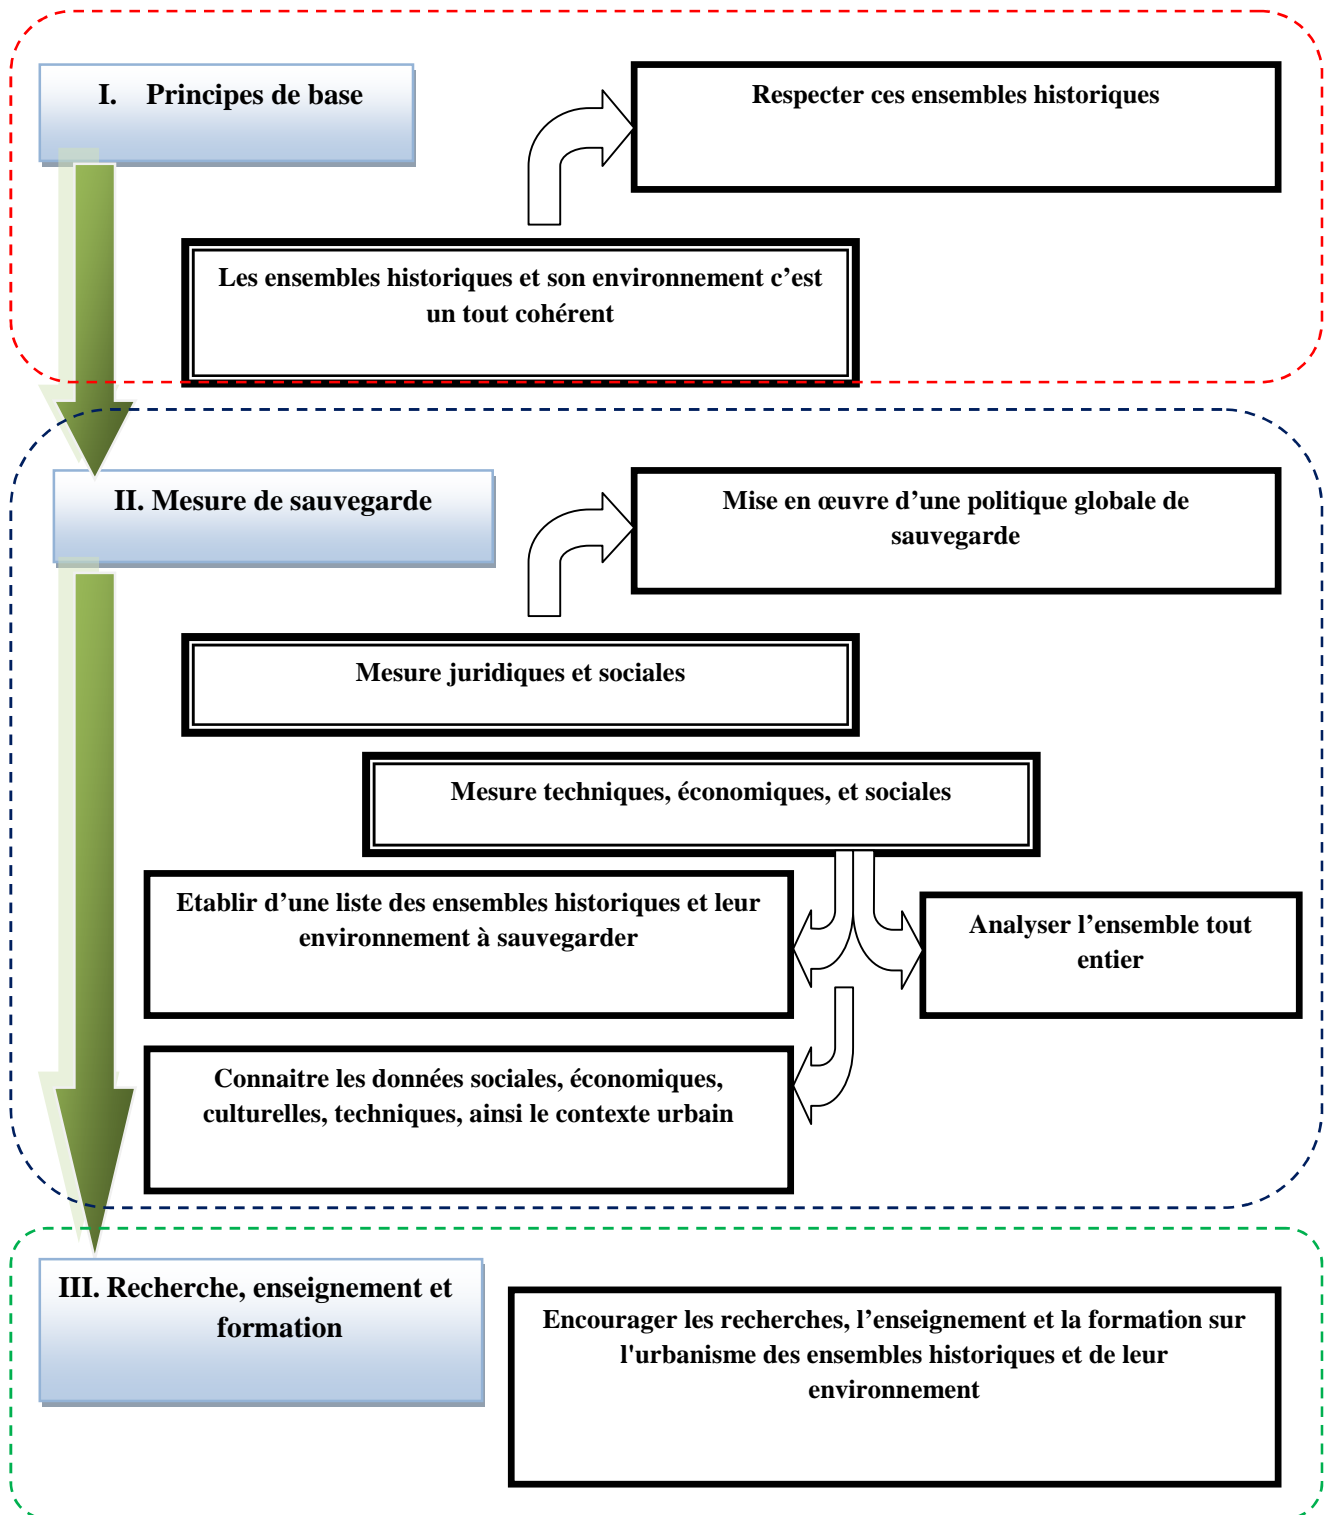 I. Principes de base
Respecter ces ensembles historiques
Les ensembles historiques et son environnement c’est
un tout cohérent
II. Mesure de sauvegarde
Mise en œuvre d’une politique globale de
sauvegarde
Mesure juridiques et sociales
Mesure techniques, économiques, et sociales
Etablir d’une liste des ensembles historiques et leur
environnement à sauvegarder
Analyser l’ensemble tout
entier
Connaitre les données sociales, économiques,
culturelles, techniques, ainsi le contexte urbain
III. Recherche, enseignement et
formation
Encourager les recherches, l’enseignement et la formation sur
l'urbanisme des ensembles historiques et de leur
environnement